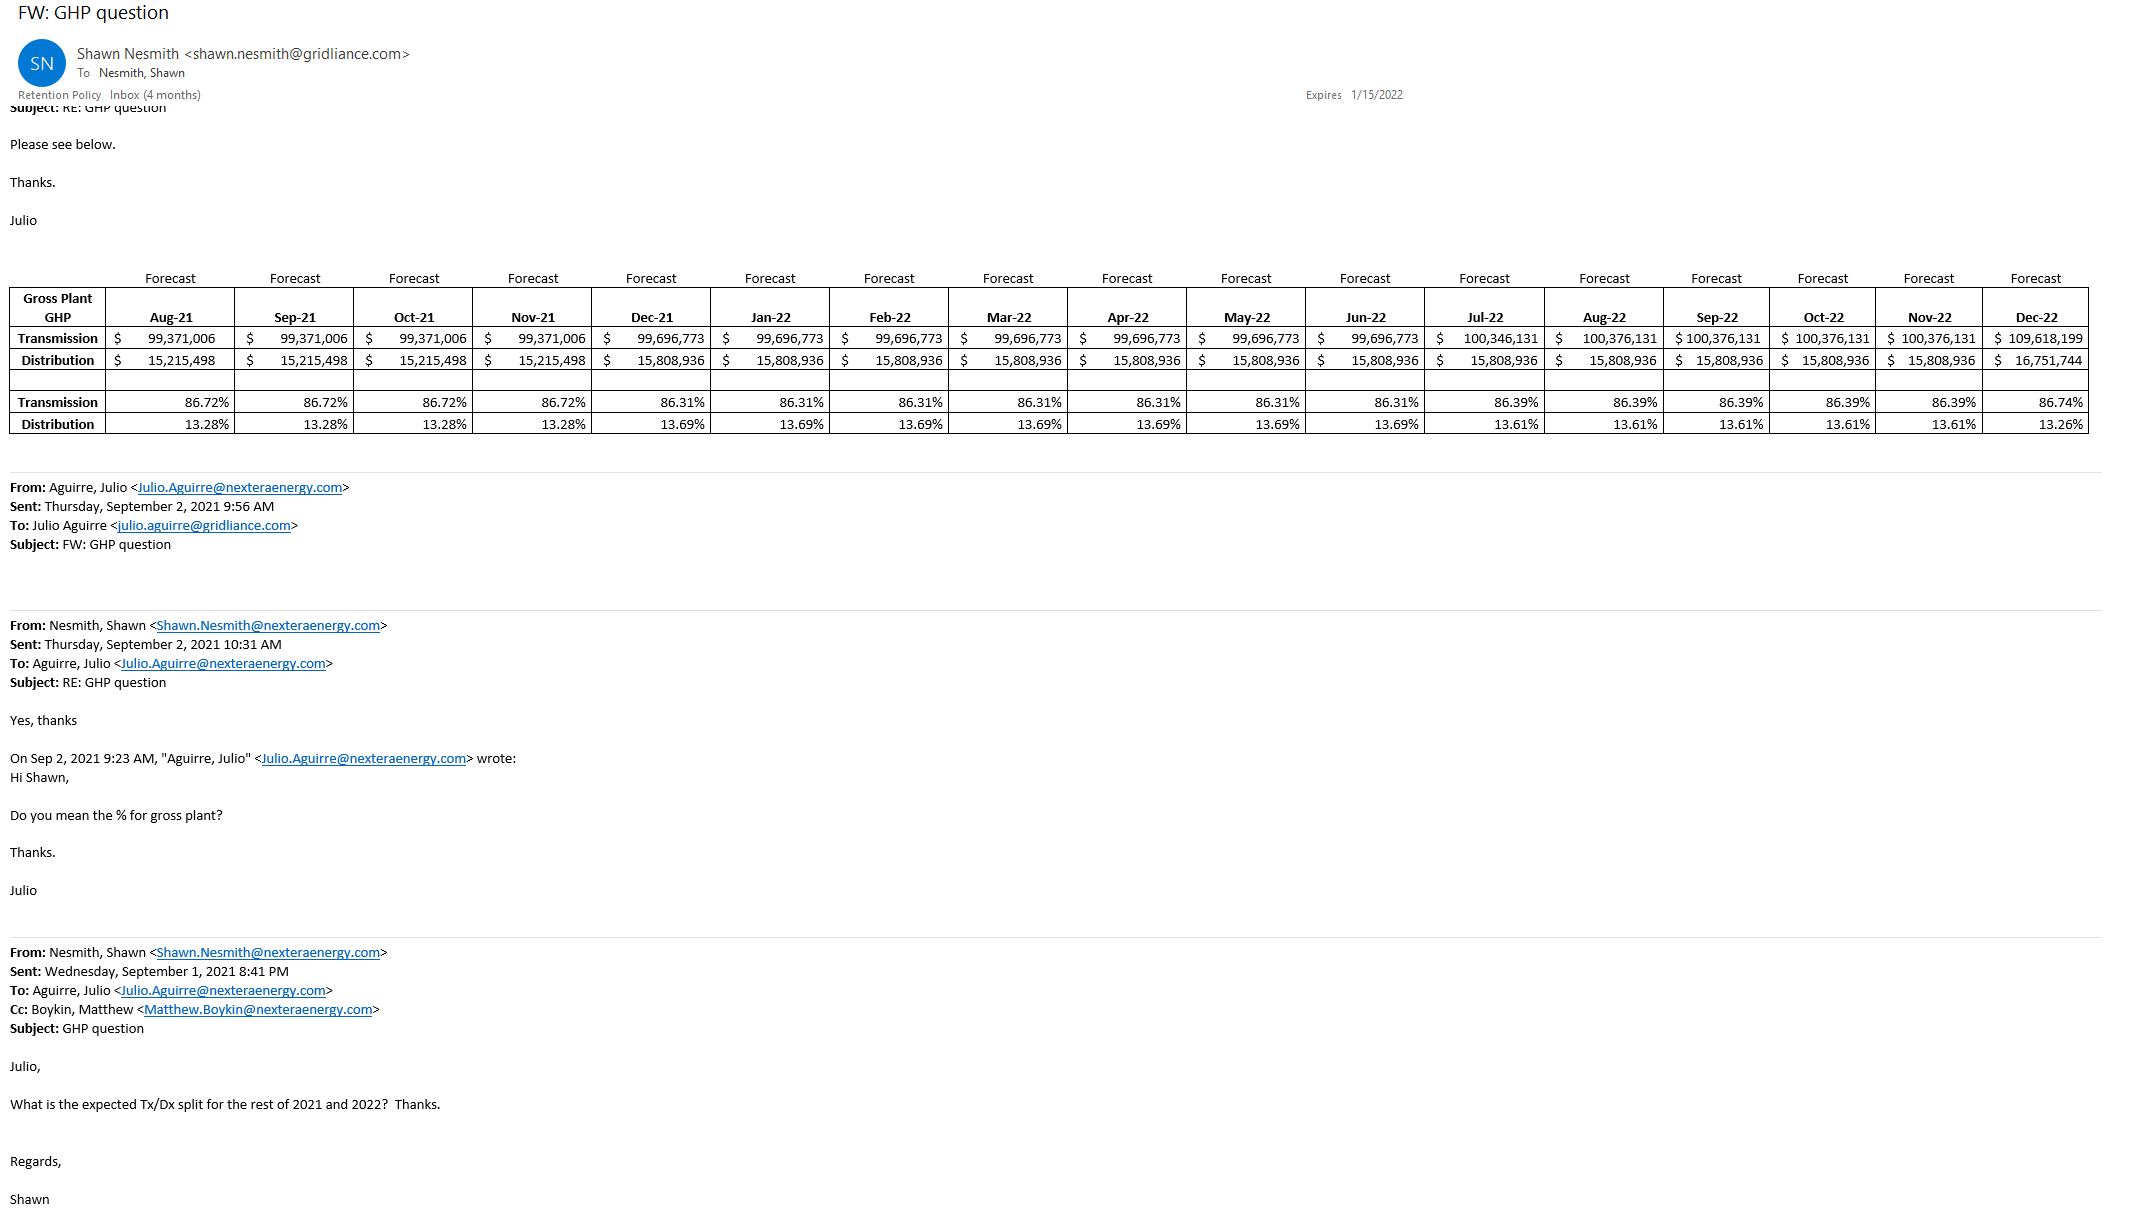 FW: GHP question
SN
Shawn Nesmith <shawn.nesmith@gridliance.com>
To Nesmith, Shawn
Retention Policy Inbox (4 months) Expires 1/15/2022
Subject: RE: GHP question
Please see below.
Thanks.
Julio
Forecast Forecast Forecast Forecast Forecast Forecast Forecast Forecast Forecast Forecast Forecast Forecast Forecast Forecast Forecast Forecast Forecast
Gross Plant
GHP Aug-21 Sep-21 Oct-21 Nov-21 Dec-21 Jan-22 Feb-22 Mar-22 Apr-22 May-22 Jun-22 Jul-22 Aug-22 Sep-22 Oct-22 Nov-22 Dec-22
Transmission $ 99,371,006 $ 99,371,006 $ 99,371,006 $ 99,371,006 $ 99,696,773 $ 99,696,773 $ 99,696,773 $ 99,696,773 $ 99,696,773 $ 99,696,773 $ 99,696,773 $ 100,346,131 $ 100,376,131 $ 100,376,131 $ 100,376,131 $ 100,376,131 $ 109,618,199
Distribution $ 15,215,498 $ 15,215,498 $ 15,215,498 $ 15,215,498 $ 15,808,936 $ 15,808,936 $ 15,808,936 $ 15,808,936 $ 15,808,936 $ 15,808,936 $ 15,808,936 $ 15,808,936 $ 15,808,936 $ 15,808,936 $ 15,808,936 $ 15,808,936 $ 16,751,744
Transmission 86.72% 86.72% 86.72% 86.72% 86.31% 86.31% 86.31% 86.31% 86.31% 86.31% 86.31% 86.39% 86.39% 86.39% 86.39% 86.39% 86.74%
Distribution 13.28% 13.28% 13.28% 13.28% 13.69% 13.69% 13.69% 13.69% 13.69% 13.69% 13.69% 13.61% 13.61% 13.61% 13.61% 13.61% 13.26%
From: Aguirre, Julio <Julio.Aguirre@nexteraenergy.com>
Sent: Thursday, September 2, 2021 9:56 AM
To: Julio Aguirre <julio.aguirre@gridliance.com>
Subject: FW: GHP question
From: Nesmith, Shawn <Shawn.Nesmith@nexteraenergy.com>
Sent: Thursday, September 2, 2021 10:31 AM
To: Aguirre, Julio <Julio.Aguirre@nexteraenergy.com>
Subject: RE: GHP question
Yes, thanks
On Sep 2, 2021 9:23 AM, "Aguirre, Julio" <Julio.Aguirre@nexteraenergy.com> wrote:
Hi Shawn,
Do you mean the % for gross plant?
Thanks.
Julio
From: Nesmith, Shawn <Shawn.Nesmith@nexteraenergy.com>
Sent: Wednesday, September 1, 2021 8:41 PM
To: Aguirre, Julio <Julio.Aguirre@nexteraenergy.com>
Cc: Boykin, Matthew <Matthew.Boykin@nexteraenergy.com>
Subject: GHP question
Julio,
What is the expected Tx/Dx split for the rest of 2021 and 2022? Thanks.
Regards,
Shawn